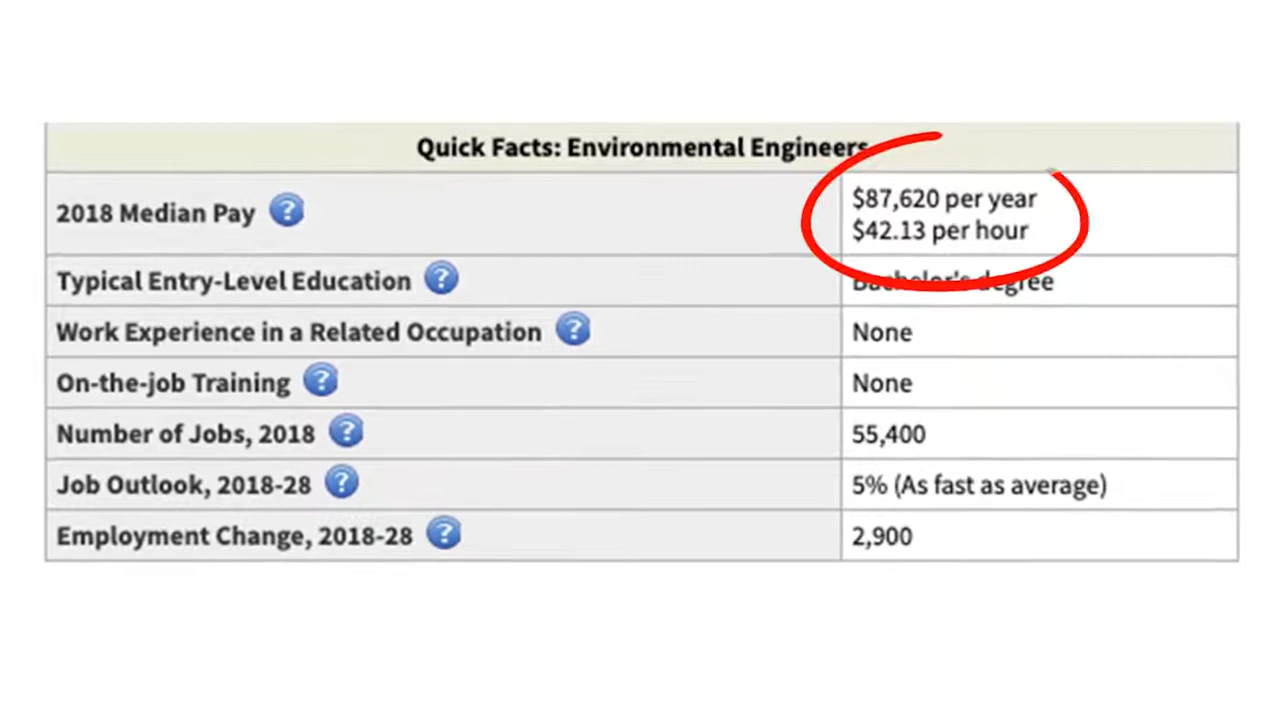 Quick Facts: Environmental Engineers
2018 Median Pay ? $87,620 per year
$42.13 per hour
Typical Entry-Level Education ? Bachelor's degree
Work Experience in a Related Occupation ? None
On-the-job Training ? None
Number of Jobs, 2018 ? 55,400
Job Outlook, 2018-28 ? 5% (As fast as average)
Employment Change, 2018-28 ? 2,900